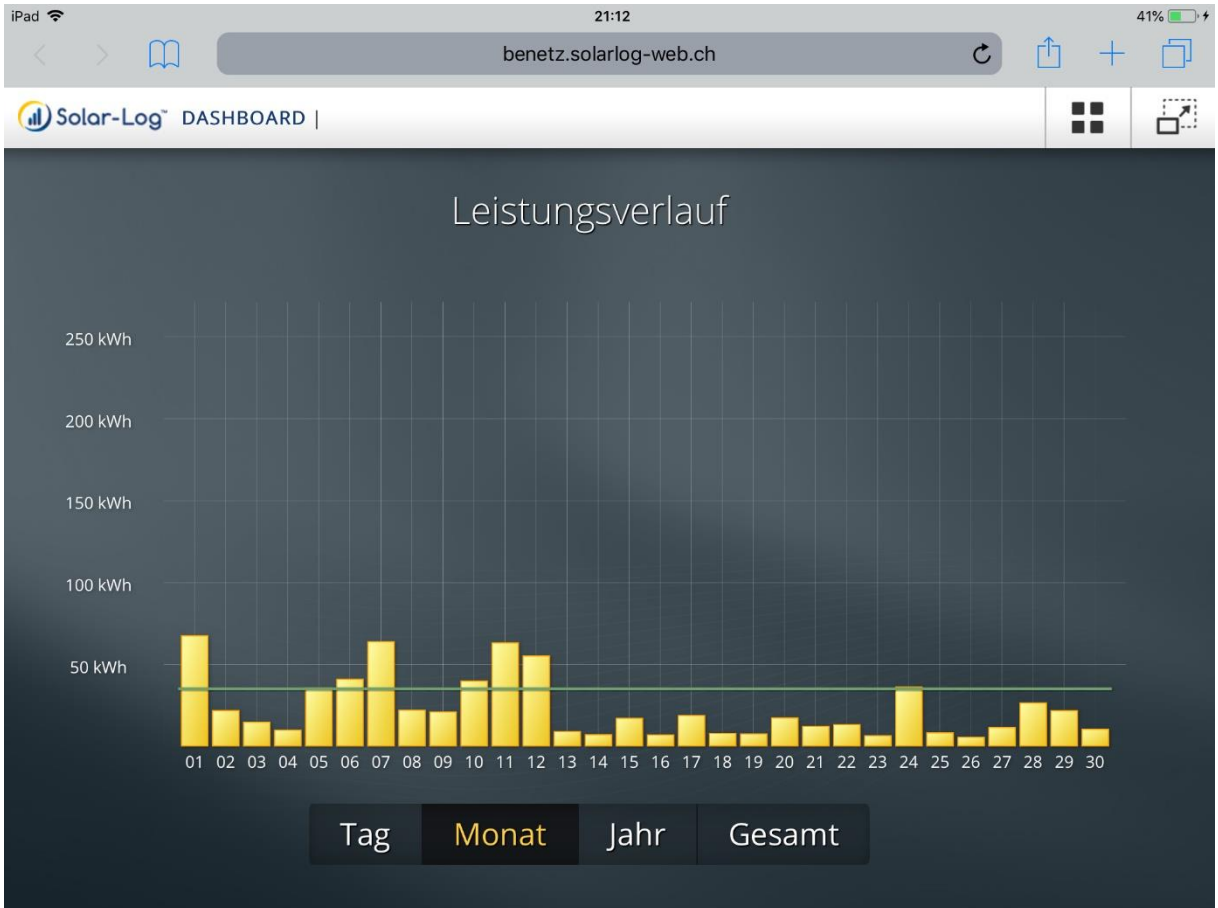 iPad 21:12 41%
benetz.solarlog-web.ch
Solar-Log™ DASHBOARD |
Leistungsverlauf
250 kWh
200 kWh
150 kWh
100 kWh
50 kWh
01 02 03 04 05 06 07 08 09 10 11 12 13 14 15 16 17 18 19 20 21 22 23 24 25 26 27 28 29 30
Tag Monat Jahr Gesamt